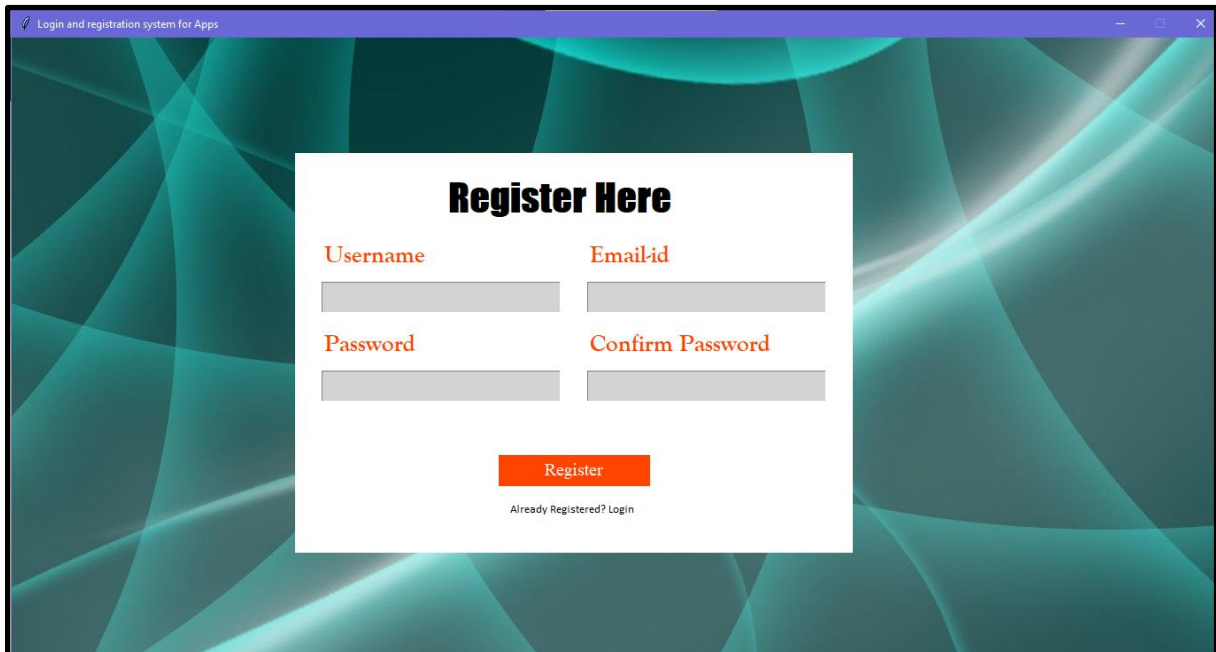 Login and registration system for Apps
Register Here
Username
Email-id
Password
Confirm Password
Register
Already Registered? Login